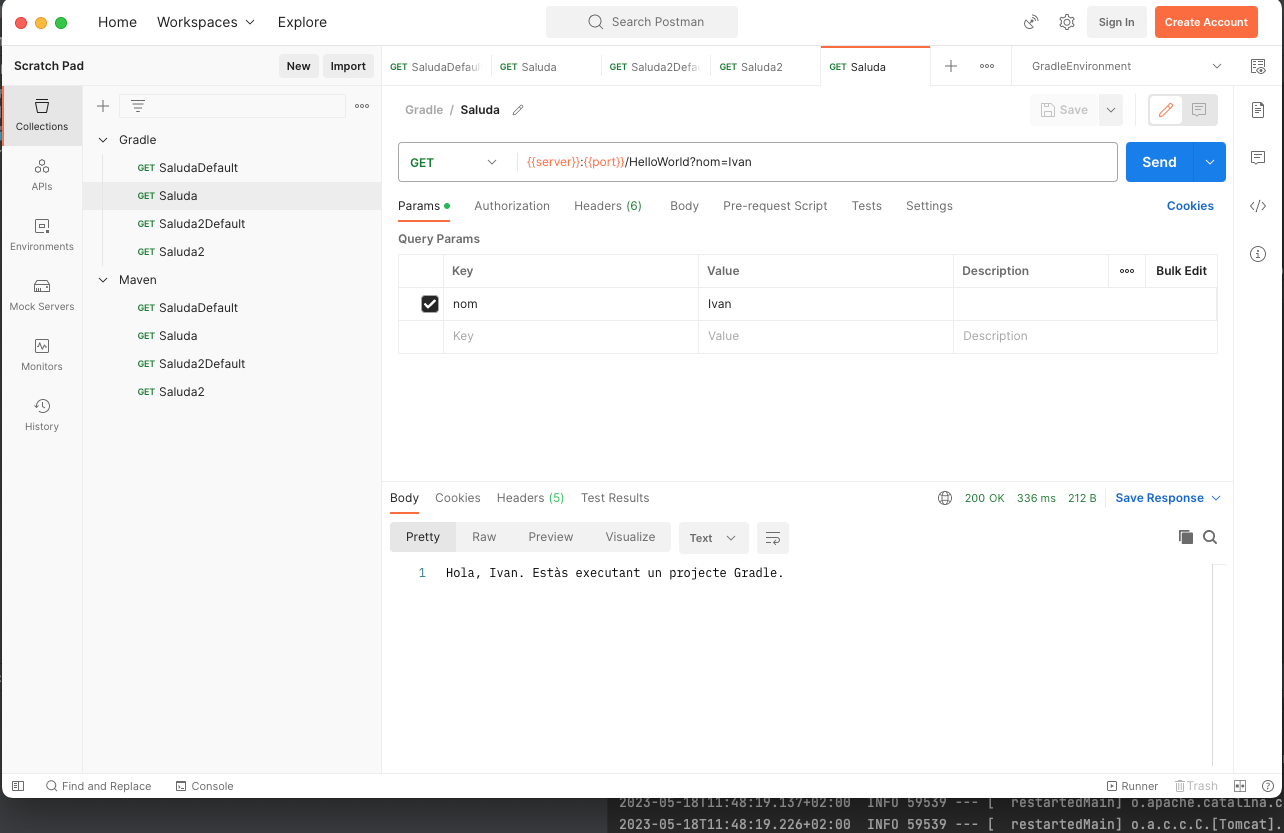 Home Workspaces Explore Search Postman Sign In Create Account
Scratch Pad New Import GET SaludaDefau GET Saluda GET Saluda2Defa GET Saluda2 GET Saluda GradleEnvironment
Collections
APIs
Environments
Mock Servers
Monitors
History
Gradle
GET SaludaDefault
GET Saluda
GET Saluda2Default
GET Saluda2
Maven
GET SaludaDefault
GET Saluda
GET Saluda2Default
GET Saluda2
Gradle / Saluda Save
GET {{server}}:{{port}}/HelloWorld?nom=Ivan Send
Params Authorization Headers (6) Body Pre-request Script Tests Settings Cookies
Query Params
Key Value Description Bulk Edit
nom Ivan
Key Value Description
Body Cookies Headers (5) Test Results 200 OK 336 ms 212 B Save Response
Pretty Raw Preview Visualize Text
1 Hola, Ivan. Estàs executant un projecte Gradle.
Find and Replace Console Runner Trash
2023-05-18T11:48:19.137+02:00 INFO 59539 --- [ restartedMain] o.apache.catalina.c
2023-05-18T11:48:19.226+02:00 INFO 59539 --- [ restartedMain] o.a.c.c.C.[Tomcat].